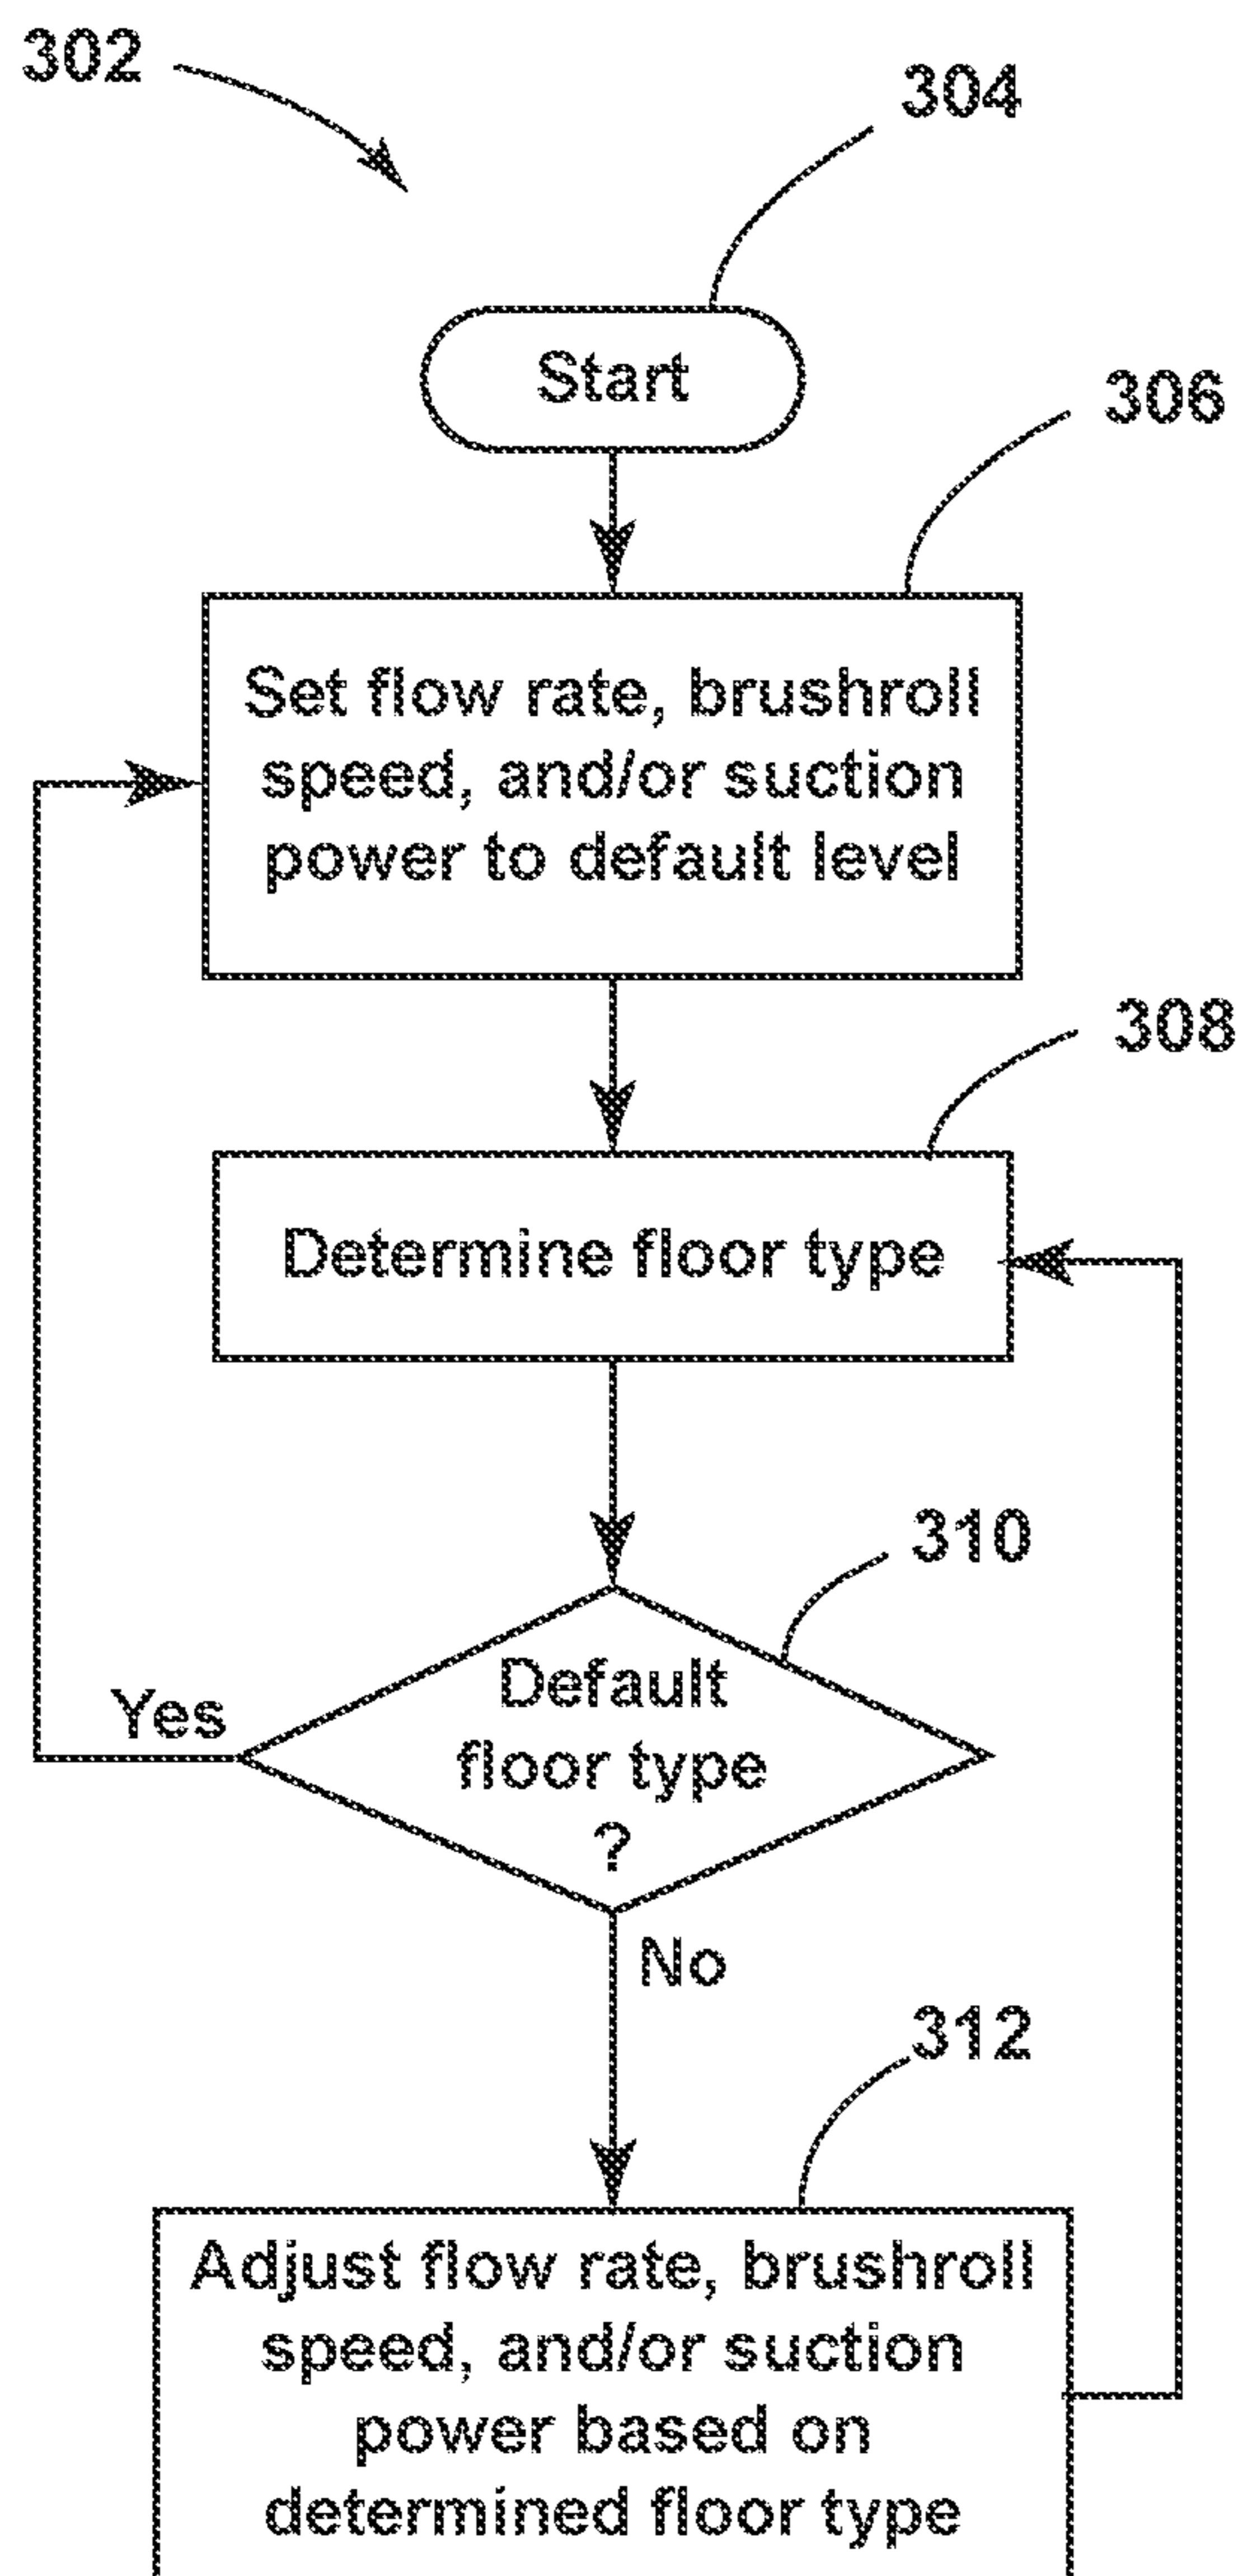 302
304
Start
306
Set flow rate, brushroll
speed, and/or suction
power to default level
308
Determine floor type
310
Default
floor type
?
Yes
No
312
Adjust flow rate, brushroll
speed, and/or suction
power based on
determined floor type